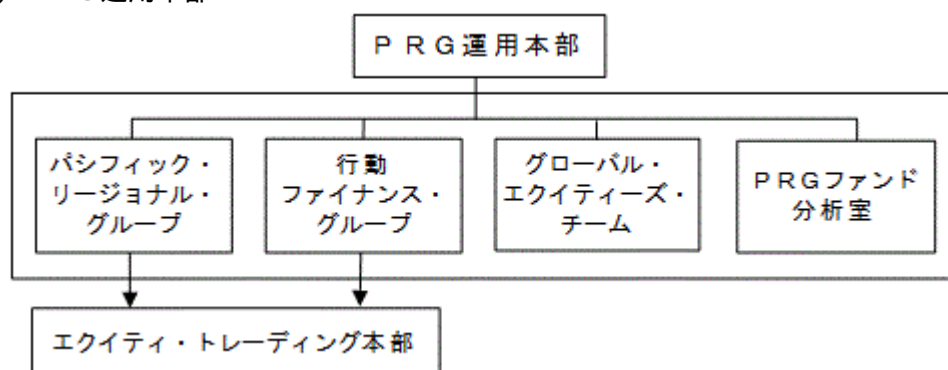 PRG運用本部
パシフィック・
リージョナル・
グループ
行動
ファイナンス・
グループ
グローバル・
エクイティーズ・
チーム
PRGファンド
分析室
エクイティ・トレーディング本部